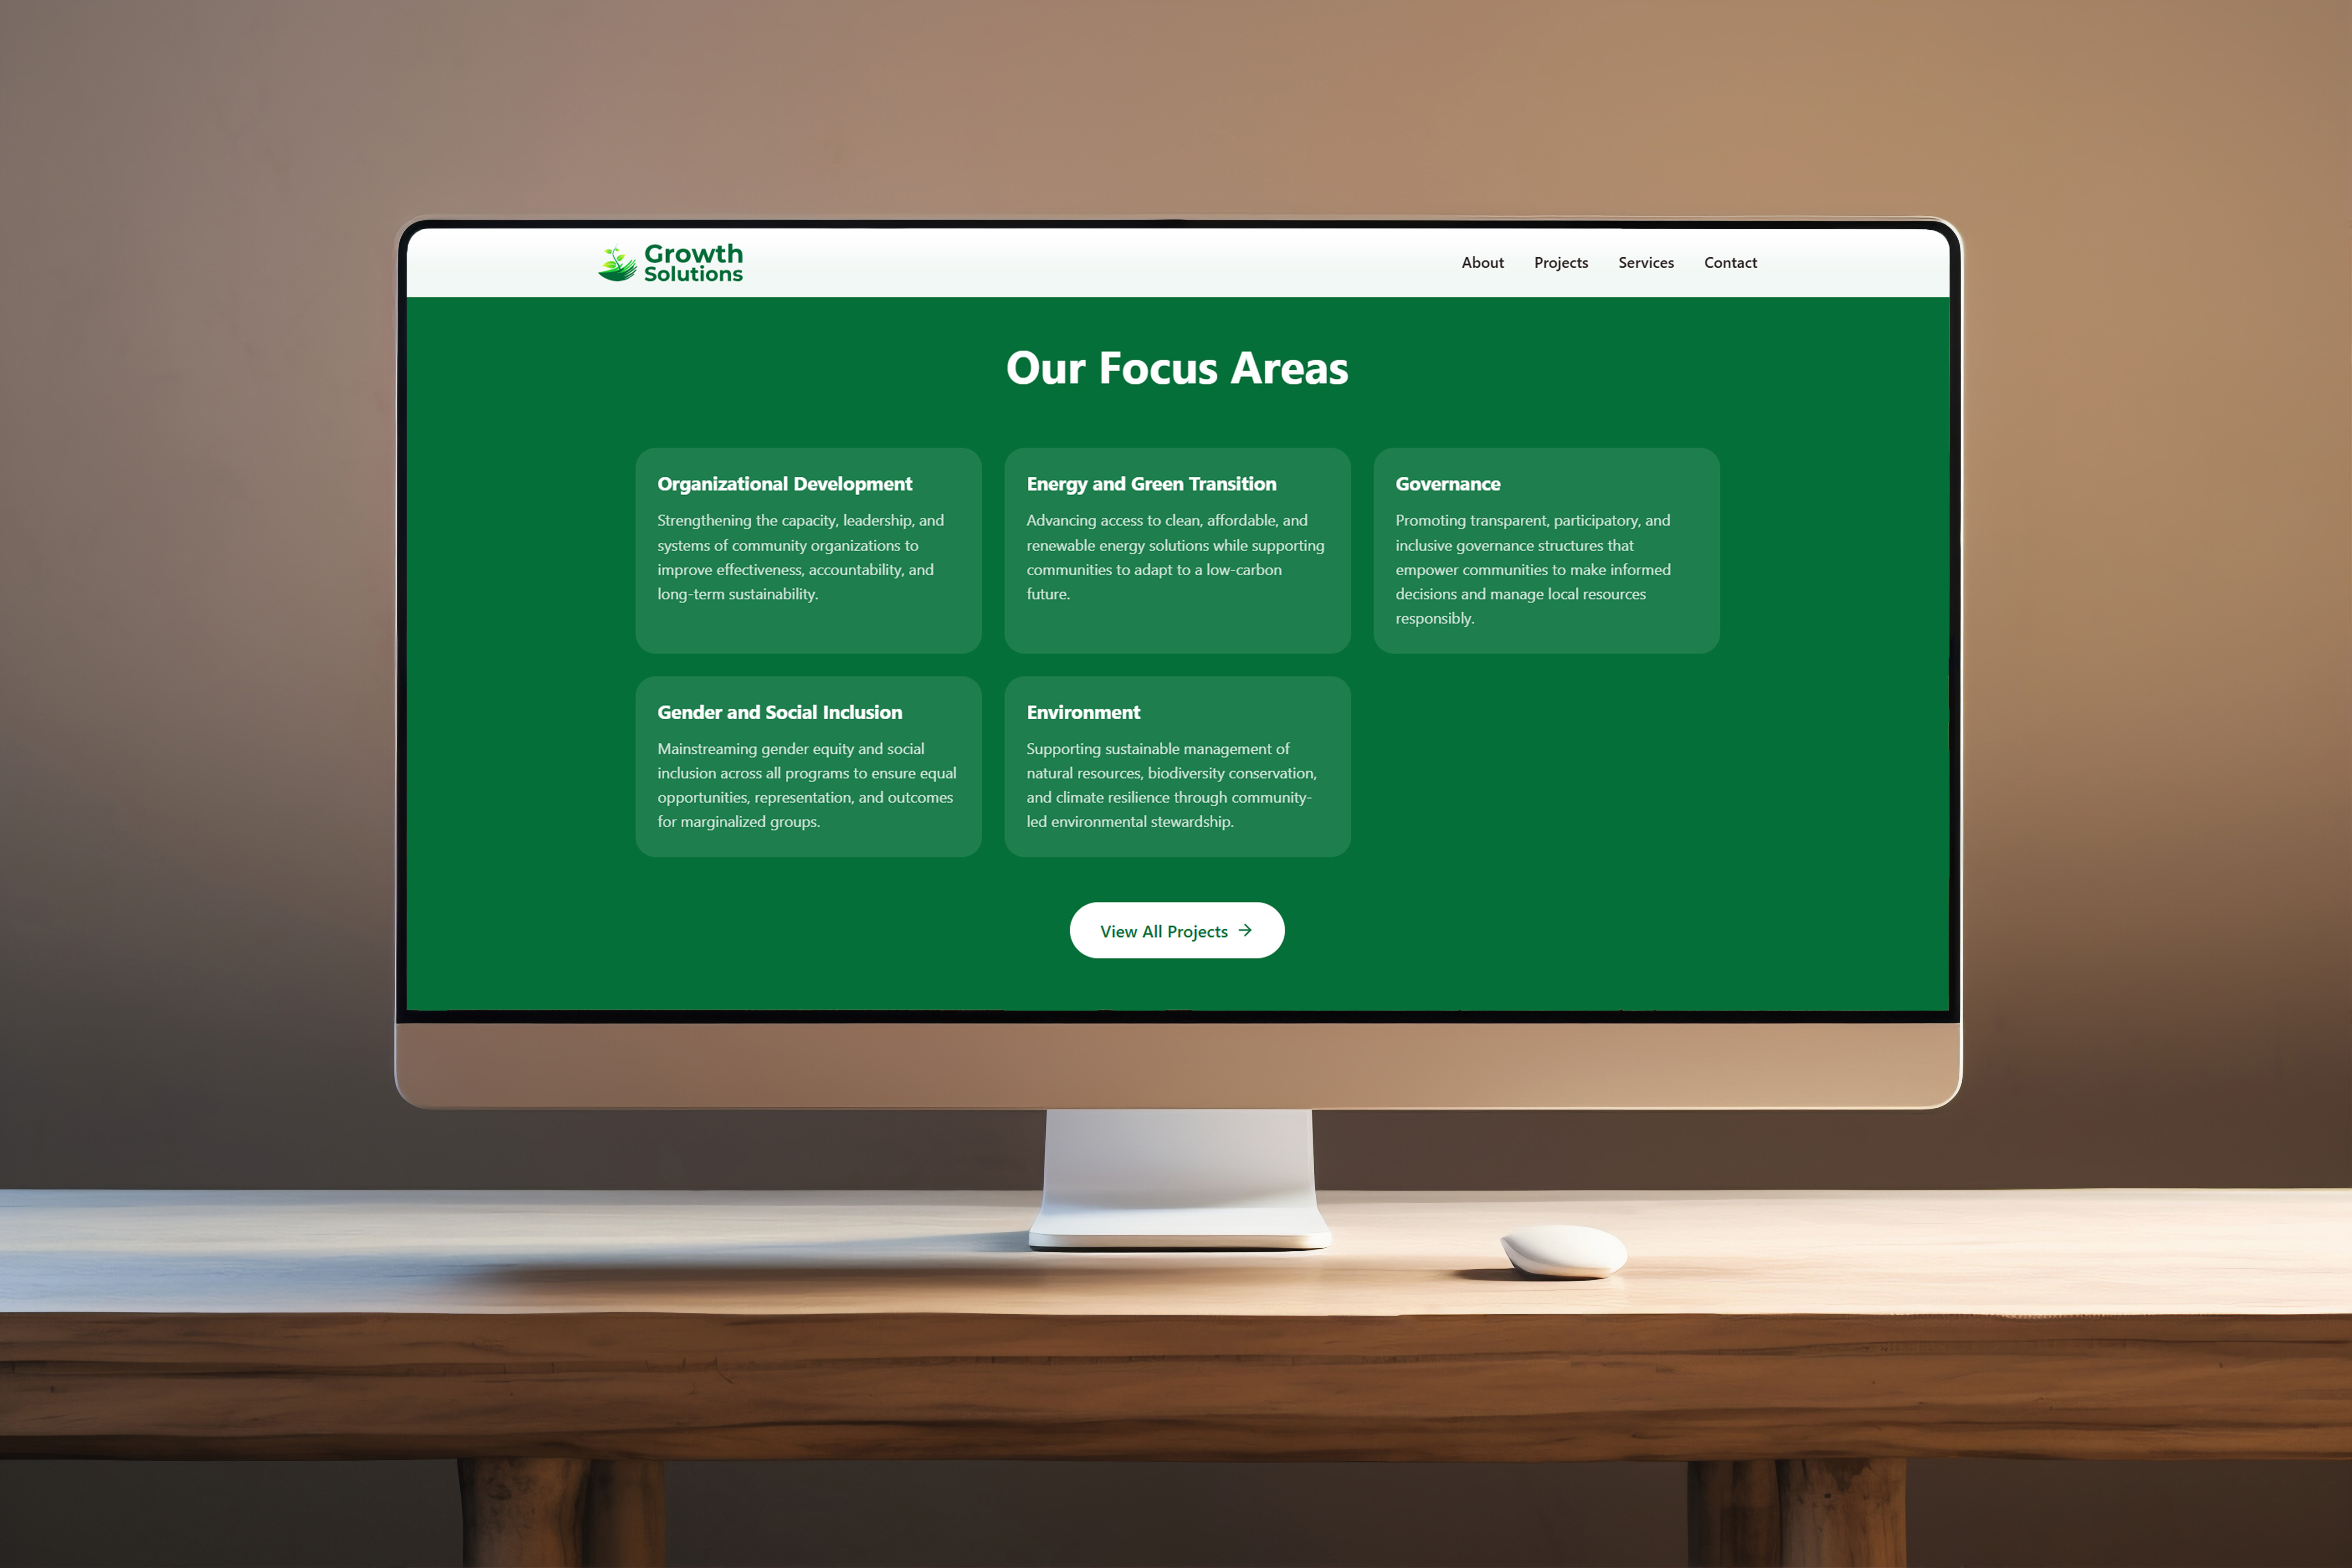 Growth
Solutions
About Projects Services Contact
Our Focus Areas
Organizational Development
Strengthening the capacity, leadership, and
systems of community organizations to
improve effectiveness, accountability, and
long-term sustainability.
Energy and Green Transition
Advancing access to clean, affordable, and
renewable energy solutions while supporting
communities to adapt to a low-carbon
future.
Governance
Promoting transparent, participatory, and
inclusive governance structures that
empower communities to make informed
decisions and manage local resources
responsibly.
Gender and Social Inclusion
Mainstreaming gender equity and social
inclusion across all programs to ensure equal
opportunities, representation, and outcomes
for marginalized groups.
Environment
Supporting sustainable management of
natural resources, biodiversity conservation,
and climate resilience through community-
led environmental stewardship.
View All Projects →